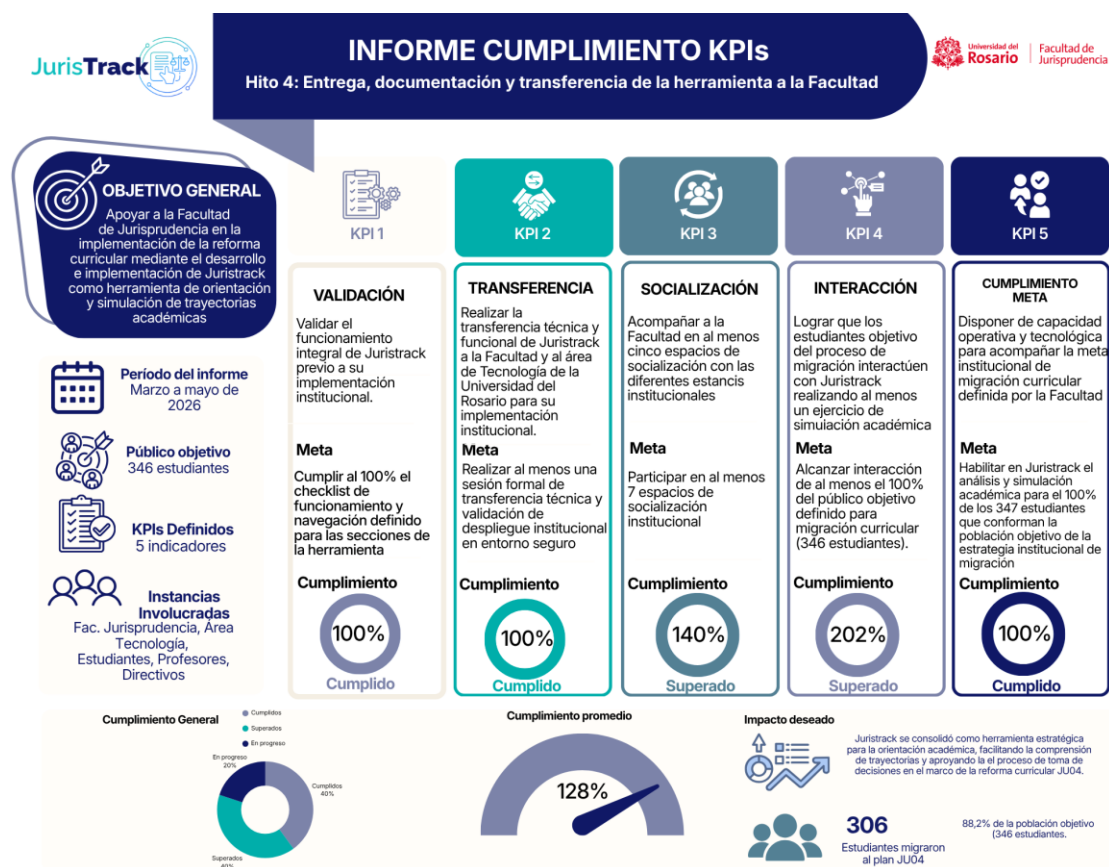 JurisTrack
INFORME CUMPLIMIENTO KPIs
Hito 4: Entrega, documentación y transferencia de la herramienta a la Facultad
Universidad del
Rosario
Facultad de
Jurisprudencia
OBJETIVO GENERAL
Apoyar a la Facultad
de Jurisprudencia en la
implementación de la reforma
curricular mediante el desarrollo
e implementación de Juristrack
como herramienta de orientación
y simulación de trayectorias
académicas
Período del informe
Marzo a mayo de
2026
Público objetivo
346 estudiantes
KPIs Definidos
5 indicadores
Instancias
Involucradas
Fac. Jurisprudencia, Área
Tecnología,
Estudiantes, Profesores,
Directivos
KPI 1
VALIDACIÓN
Validar el
funcionamiento
integral de Juristrack
previo a su
implementación
institucional.
Meta
Cumplir al 100% el
checklist de
funcionamiento y
navegación definido
para las secciones de
la herramienta
Cumplimiento
100%
Cumplido
KPI 2
TRANSFERENCIA
Realizar la
transferencia técnica y
funcional de Juristrack
a la Facultad y al área
de Tecnología de la
Universidad del
Rosario para su
implementación
institucional.
Meta
Realizar al menos una
sesión formal de
transferencia técnica y
validación de
despliegue institucional
en entorno seguro
Cumplimiento
100%
Cumplido
KPI 3
SOCIALIZACIÓN
Acompañar a la
Facultad en al menos
cinco espacios de
socialización con las
diferentes estancis
institucionales
Meta
Participar en al menos
7 espacios de
socialización
institucional
Cumplimiento
140%
Superado
KPI 4
INTERACCIÓN
Lograr que los
estudiantes objetivo
del proceso de
migración interactúen
con Juristrack
realizando al menos
un ejercicio de
simulación académica
Meta
Alcanzar interacción
de al menos el 100%
del público objetivo
definido para
migración curricular
(346 estudiantes).
Cumplimiento
202%
Superado
KPI 5
CUMPLIMIENTO
META
Disponer de capacidad
operativa y tecnológica
para acompañar la meta
institucional de
migración curricular
definida por la Facultad
Meta
Habilitar en Juristrack el
análisis y simulación
académica para el 100%
de los 347 estudiantes
que conforman la
población objetivo de la
estrategia institucional de
migración
Cumplimiento
100%
Cumplido
Cumplimiento General
Cumplidos
Superados
En progreso
En progreso
20%
Cumplidos
40%
Superados
40%
Cumplimiento promedio
128%
Impacto deseado
Juristrack se consolidó como herramienta estratégica
para la orientación académica, facilitando la comprensión
de trayectorias y apoyando la el proceso de toma de
decisiones en el marco de la reforma curricular JU04.
306
Estudiantes migraron
al plan JU04
88,2% de la población objetivo
(346 estudiantes.